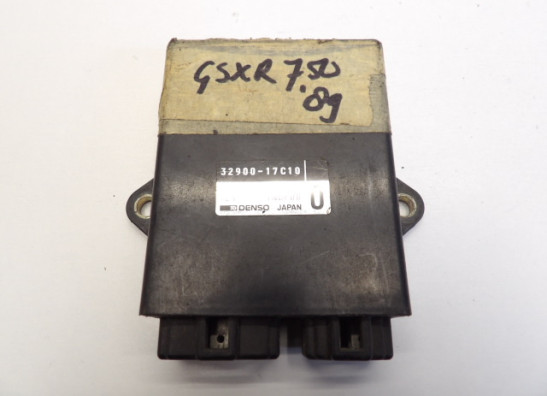 GSXR 750
'89
32900-17C10
0
DENSO JAPAN